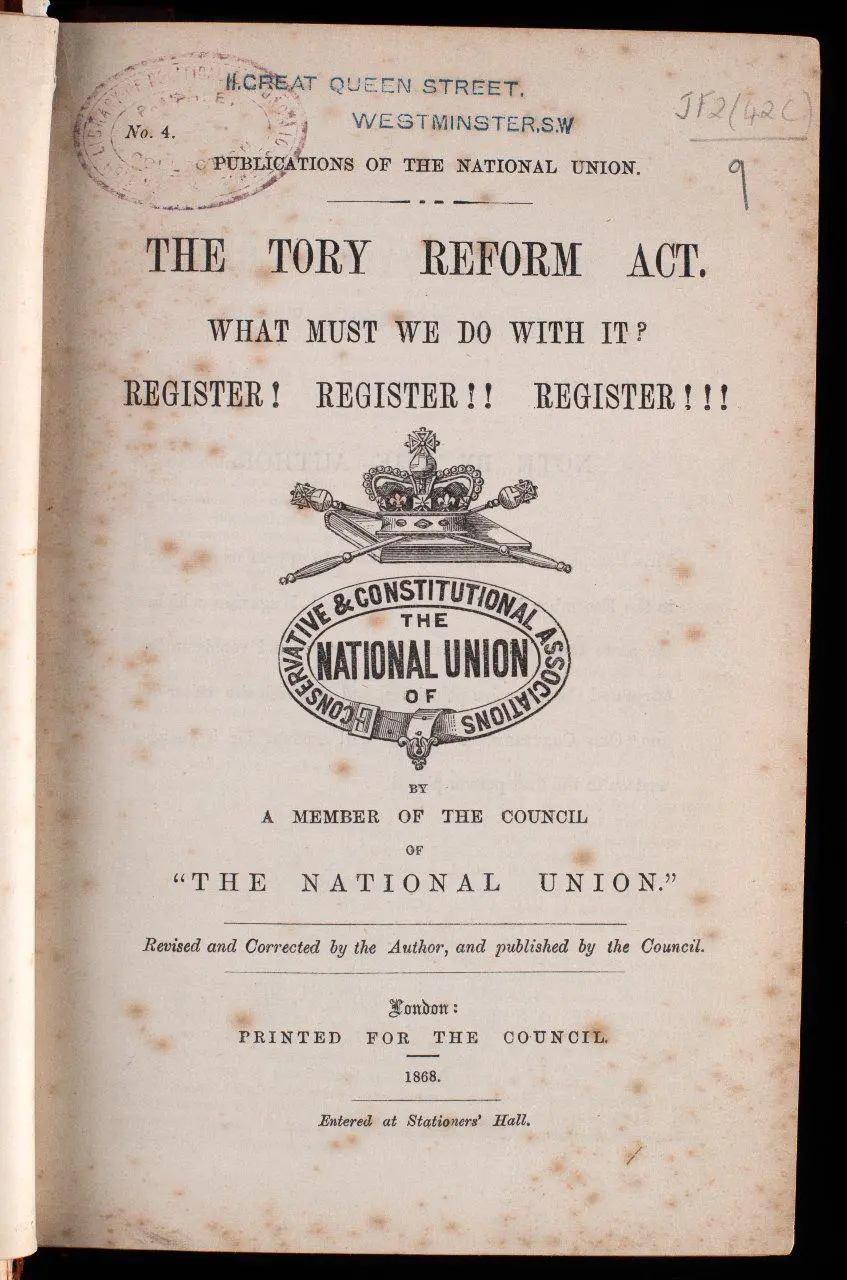 11.GREAT QUEEN STREET,
WESTMINSTER,S.W
JF2(42C)
9
No. 4.
PUBLICATIONS OF THE NATIONAL UNION.
THE TORY REFORM ACT.
WHAT MUST WE DO WITH IT?
REGISTER! REGISTER!! REGISTER!!!
CONSERVATIVE & CONSTITUTIONAL ASSOCIATIONS
THE
NATIONAL UNION
OF
BY
A MEMBER OF THE COUNCIL
OF
“THE NATIONAL UNION.”
Revised and Corrected by the Author, and published by the Council.
London:
PRINTED FOR THE COUNCIL.
1868.
Entered at Stationers' Hall.